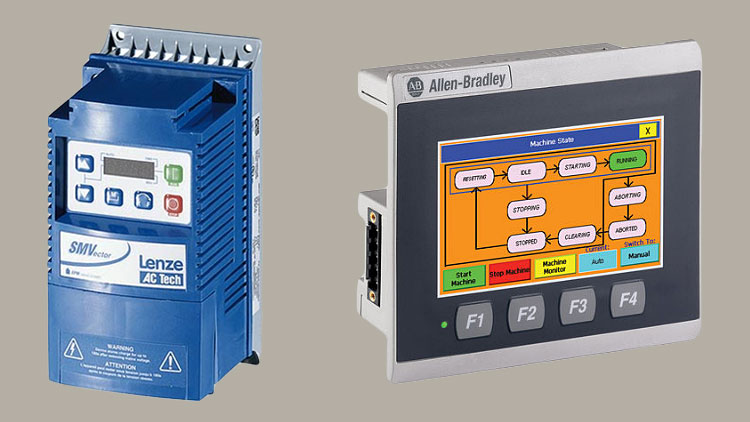 SMVector
Lenze
AC Tech
WARNING
ATTENTION
AB
Allen-Bradley
Machine State
X
RESETTING
IDLE
STARTING
RUNNING
STOPPING
ABORTING
STOPPED
CLEARING
ABORTED
Current:
Switch To:
Start
Machine
Stop Machine
Machine
Monitor
Auto
Manual
F1
F2
F3
F4